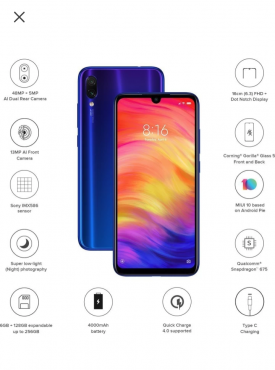 48MP + 5MP
AI Dual Rear Camera
16cm (6.3) FHD+
Dot Notch Display
8:16
13MP AI Front
Camera
Corning® Gorilla® Glass 5
Front and Back
Sony IMX586
sensor
MIUI 10 based
on Android Pie
Super low-light
(Night) photography
Qualcomm®
Snapdragon™ 675
6GB + 128GB expandable
up to 256GB
4000mAh
battery
Quick Charge
4.0 supported
Type C
Charging